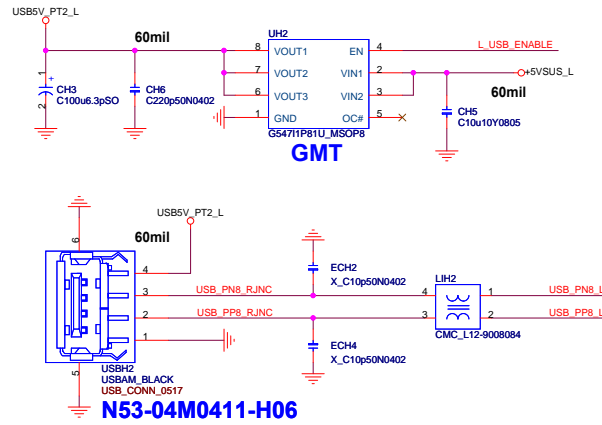 USB5V_PT2_L
60mil
UH2
L_USB_ENABLE
8 VOUT1 EN 4
7 VOUT2 VIN1 2
+5VSUS_L
6 VOUT3 VIN2 3
60mil
1 GND OC# 5
G547I1P81U_MSOP8
GMT
1
+
2
CH3
C100u6.3pSO
CH6
C220p50N0402
CH5
C10u10Y0805
USB5V_PT2_L
60mil
6
4
3 USB_PN8_RJNC
2 USB_PP8_RJNC
1
5
ECH2
X_C10p50N0402
LIH2
4 1 USB_PN8_L
3 2 USB_PP8_L
CMC_L12-9008084
ECH4
X_C10p50N0402
USBH2
USBAM_BLACK
USB_CONN_0517
N53-04M0411-H06